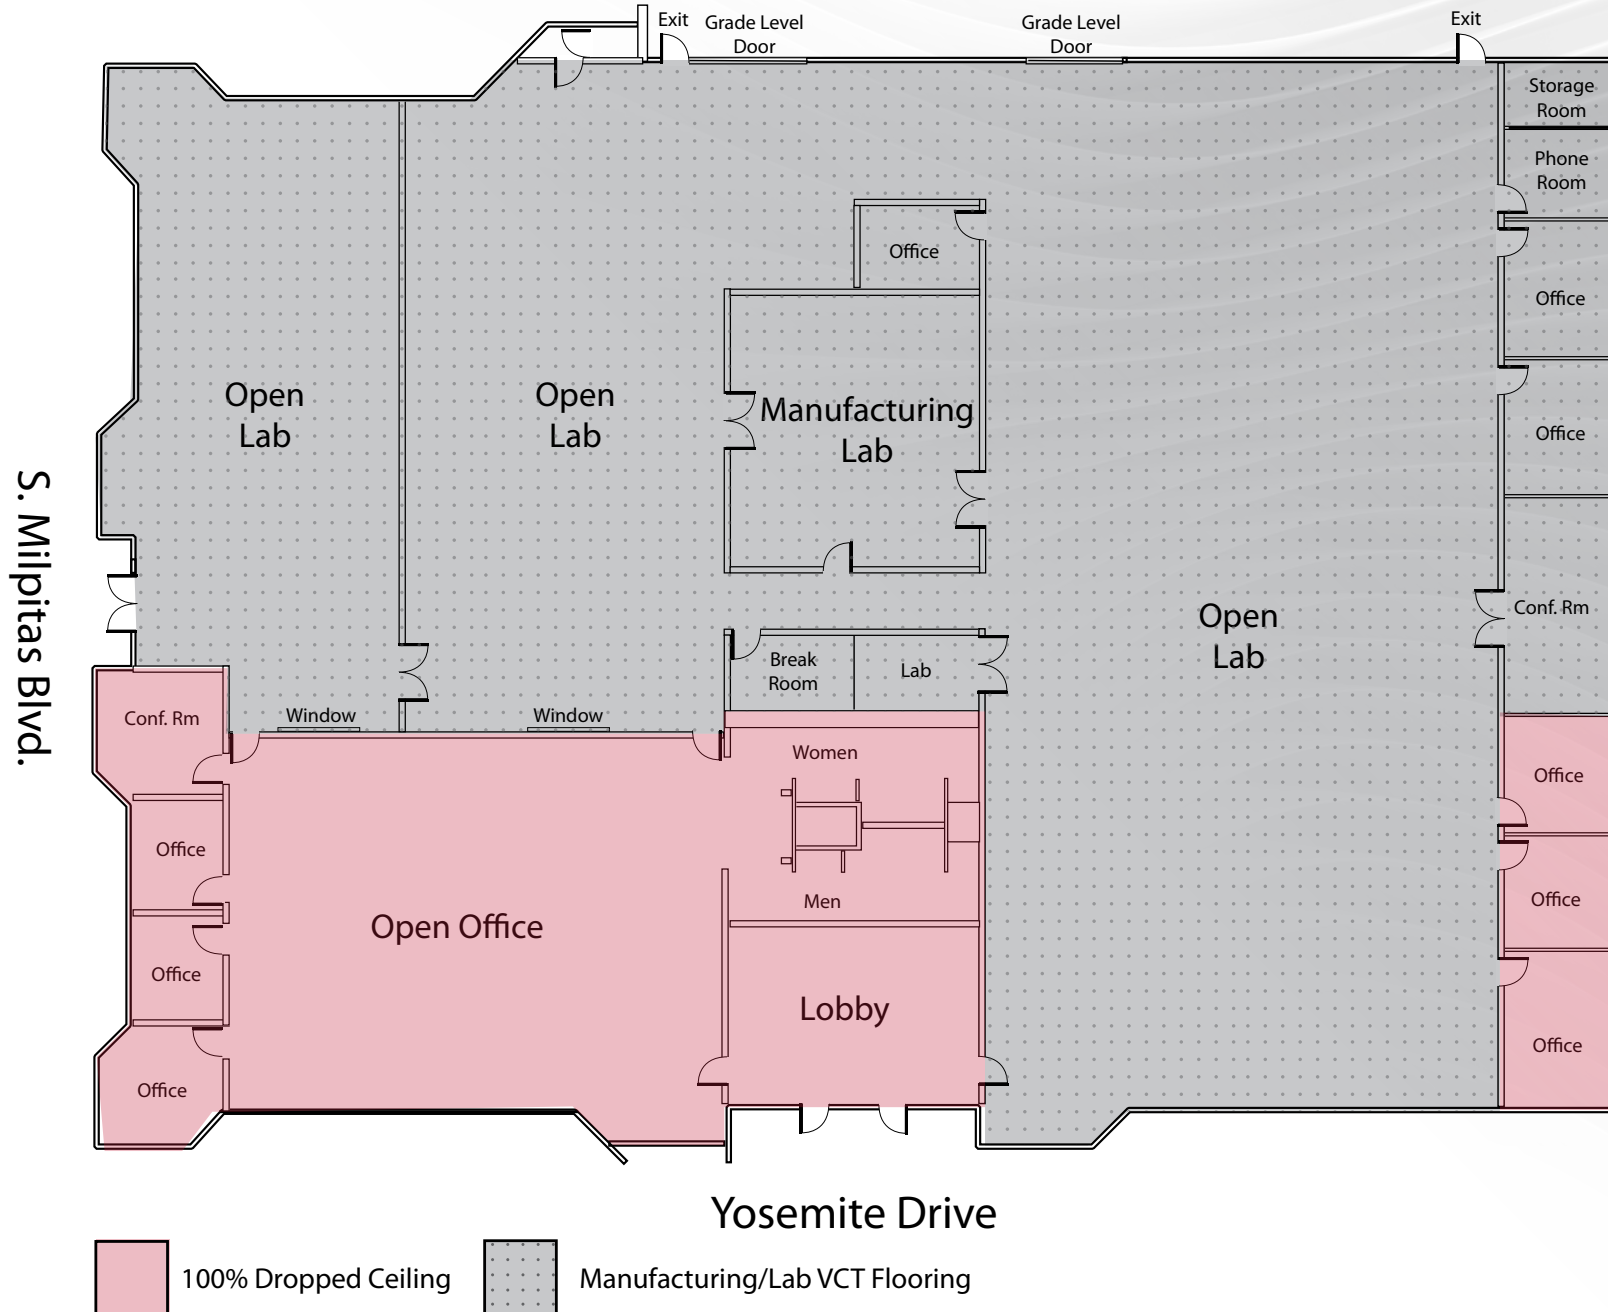 Exit
Grade Level
Door
Grade Level
Door
Exit
Storage
Room
Phone
Room
Office
Office
Open
Lab
Open
Lab
Manufacturing
Lab
Office
Office
S. Milpitas Blvd.
Open
Lab
Conf. Rm
Break
Room
Lab
Conf. Rm
Window
Window
Women
Office
Office
Men
Office
Open Office
Office
Lobby
Office
Office
Yosemite Drive
100% Dropped Ceiling
Manufacturing/Lab VCT Flooring